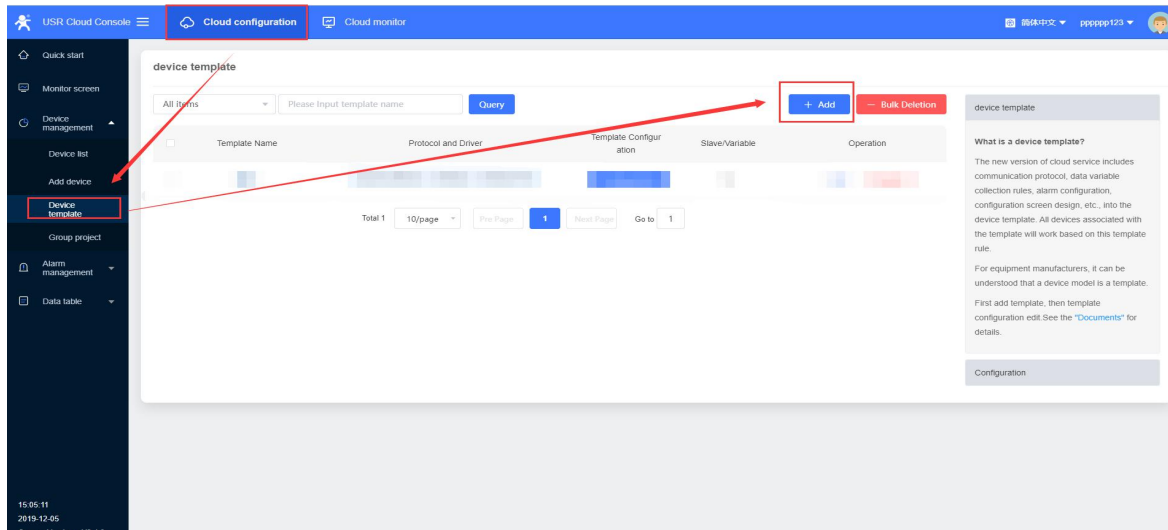 USR Cloud Console
Cloud configuration
Cloud monitor
简体中文
pppppp123
Quick start
Monitor screen
Device
management
Device list
Add device
Device
template
Group project
Alarm
management
Data table
15:05:11
2019-12-05
device template
All items
Please Input template name
Query
+ Add
— Bulk Deletion
Template Name
Protocol and Driver
Template Configur
ation
Slave/Variable
Operation
Total 1
10/page
Pre Page
1
Next Page
Go to
1
device template
What is a device template?
The new version of cloud service includes
communication protocol, data variable
collection rules, alarm configuration,
configuration screen design, etc., into the
device template. All devices associated with
the template will work based on this template
rule.
For equipment manufacturers, it can be
understood that a device model is a template.
First add template, then template
configuration edit.See the "Documents" for
details.
Configuration